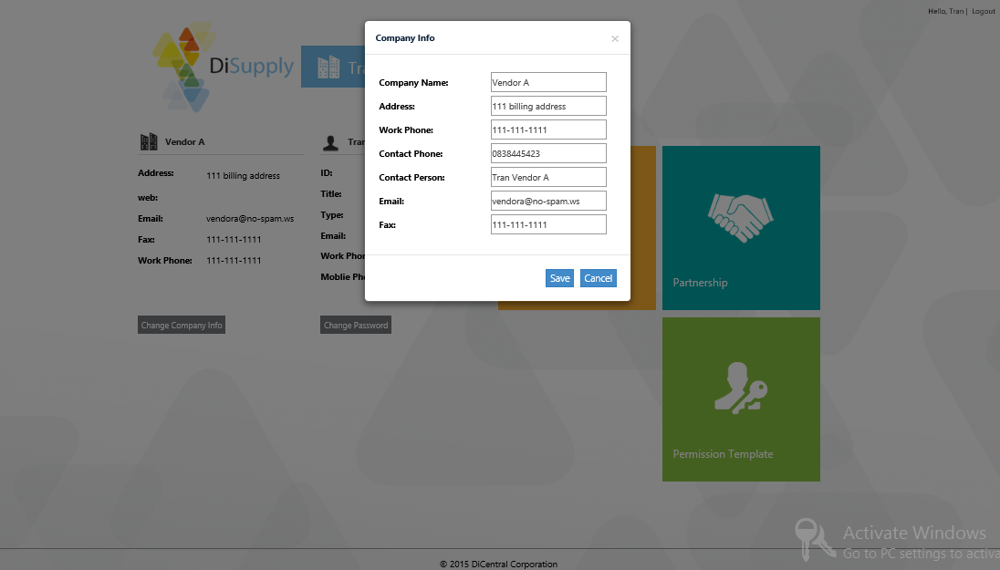 Hello, Tran | Logout
DiSupply
Tra
Company Info
×
Company Name: Vendor A
Address: 111 billing address
Work Phone: 111-111-1111
Contact Phone: 0838445423
Contact Person: Tran Vendor A
Email: vendora@no-spam.ws
Fax: 111-111-1111
Save Cancel
Vendor A
Address: 111 billing address
web:
Email: vendora@no-spam.ws
Fax: 111-111-1111
Work Phone: 111-111-1111
Change Company Info
Tran
ID:
Title:
Type:
Email:
Work Phon
Moblie Pho
Change Password
Partnership
Permission Template
Activate Windows
Go to PC settings to activa
© 2015 DiCentral Corporation